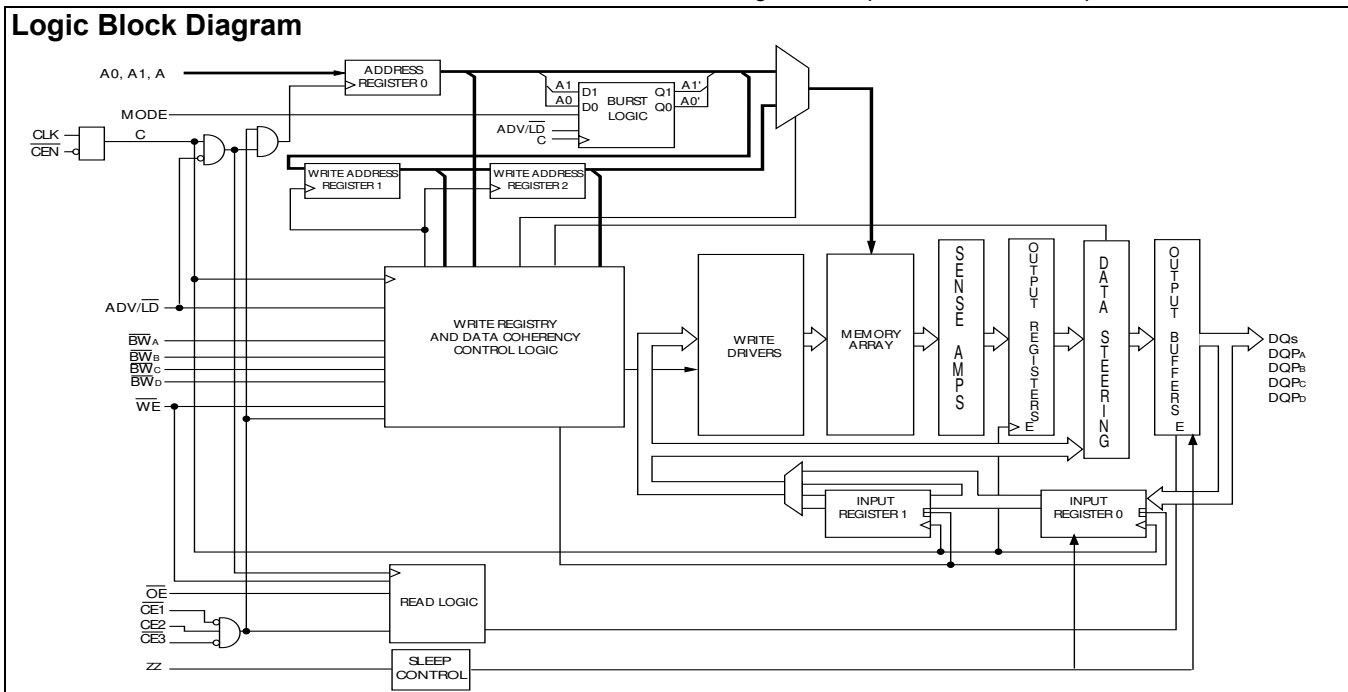 Logic Block Diagram
A0, A1, A
ADDRESS
REGISTER 0
MODE
A1
A0
D1
D0
BURST
LOGIC
Q1
Q0
A1'
A0'
ADV/LD
C
CLK
CEN
C
WRITE ADDRESS
REGISTER 1
WRITE ADDRESS
REGISTER 2
ADV/LD
BWA
BWB
BWC
BWD
WE
WRITE REGISTRY
AND DATA COHERENCY
CONTROL LOGIC
WRITE
DRIVERS
MEMORY
ARRAY
SENSE AMPS
OUTPUT REGISTERS
E
DATA STEERING
OUTPUT BUFFERS
E
DQs
DQPA
DQPB
DQPC
DQPD
INPUT
REGISTER 1
E
INPUT
REGISTER 0
E
OE
CE1
CE2
CE3
READ LOGIC
ZZ
SLEEP
CONTROL